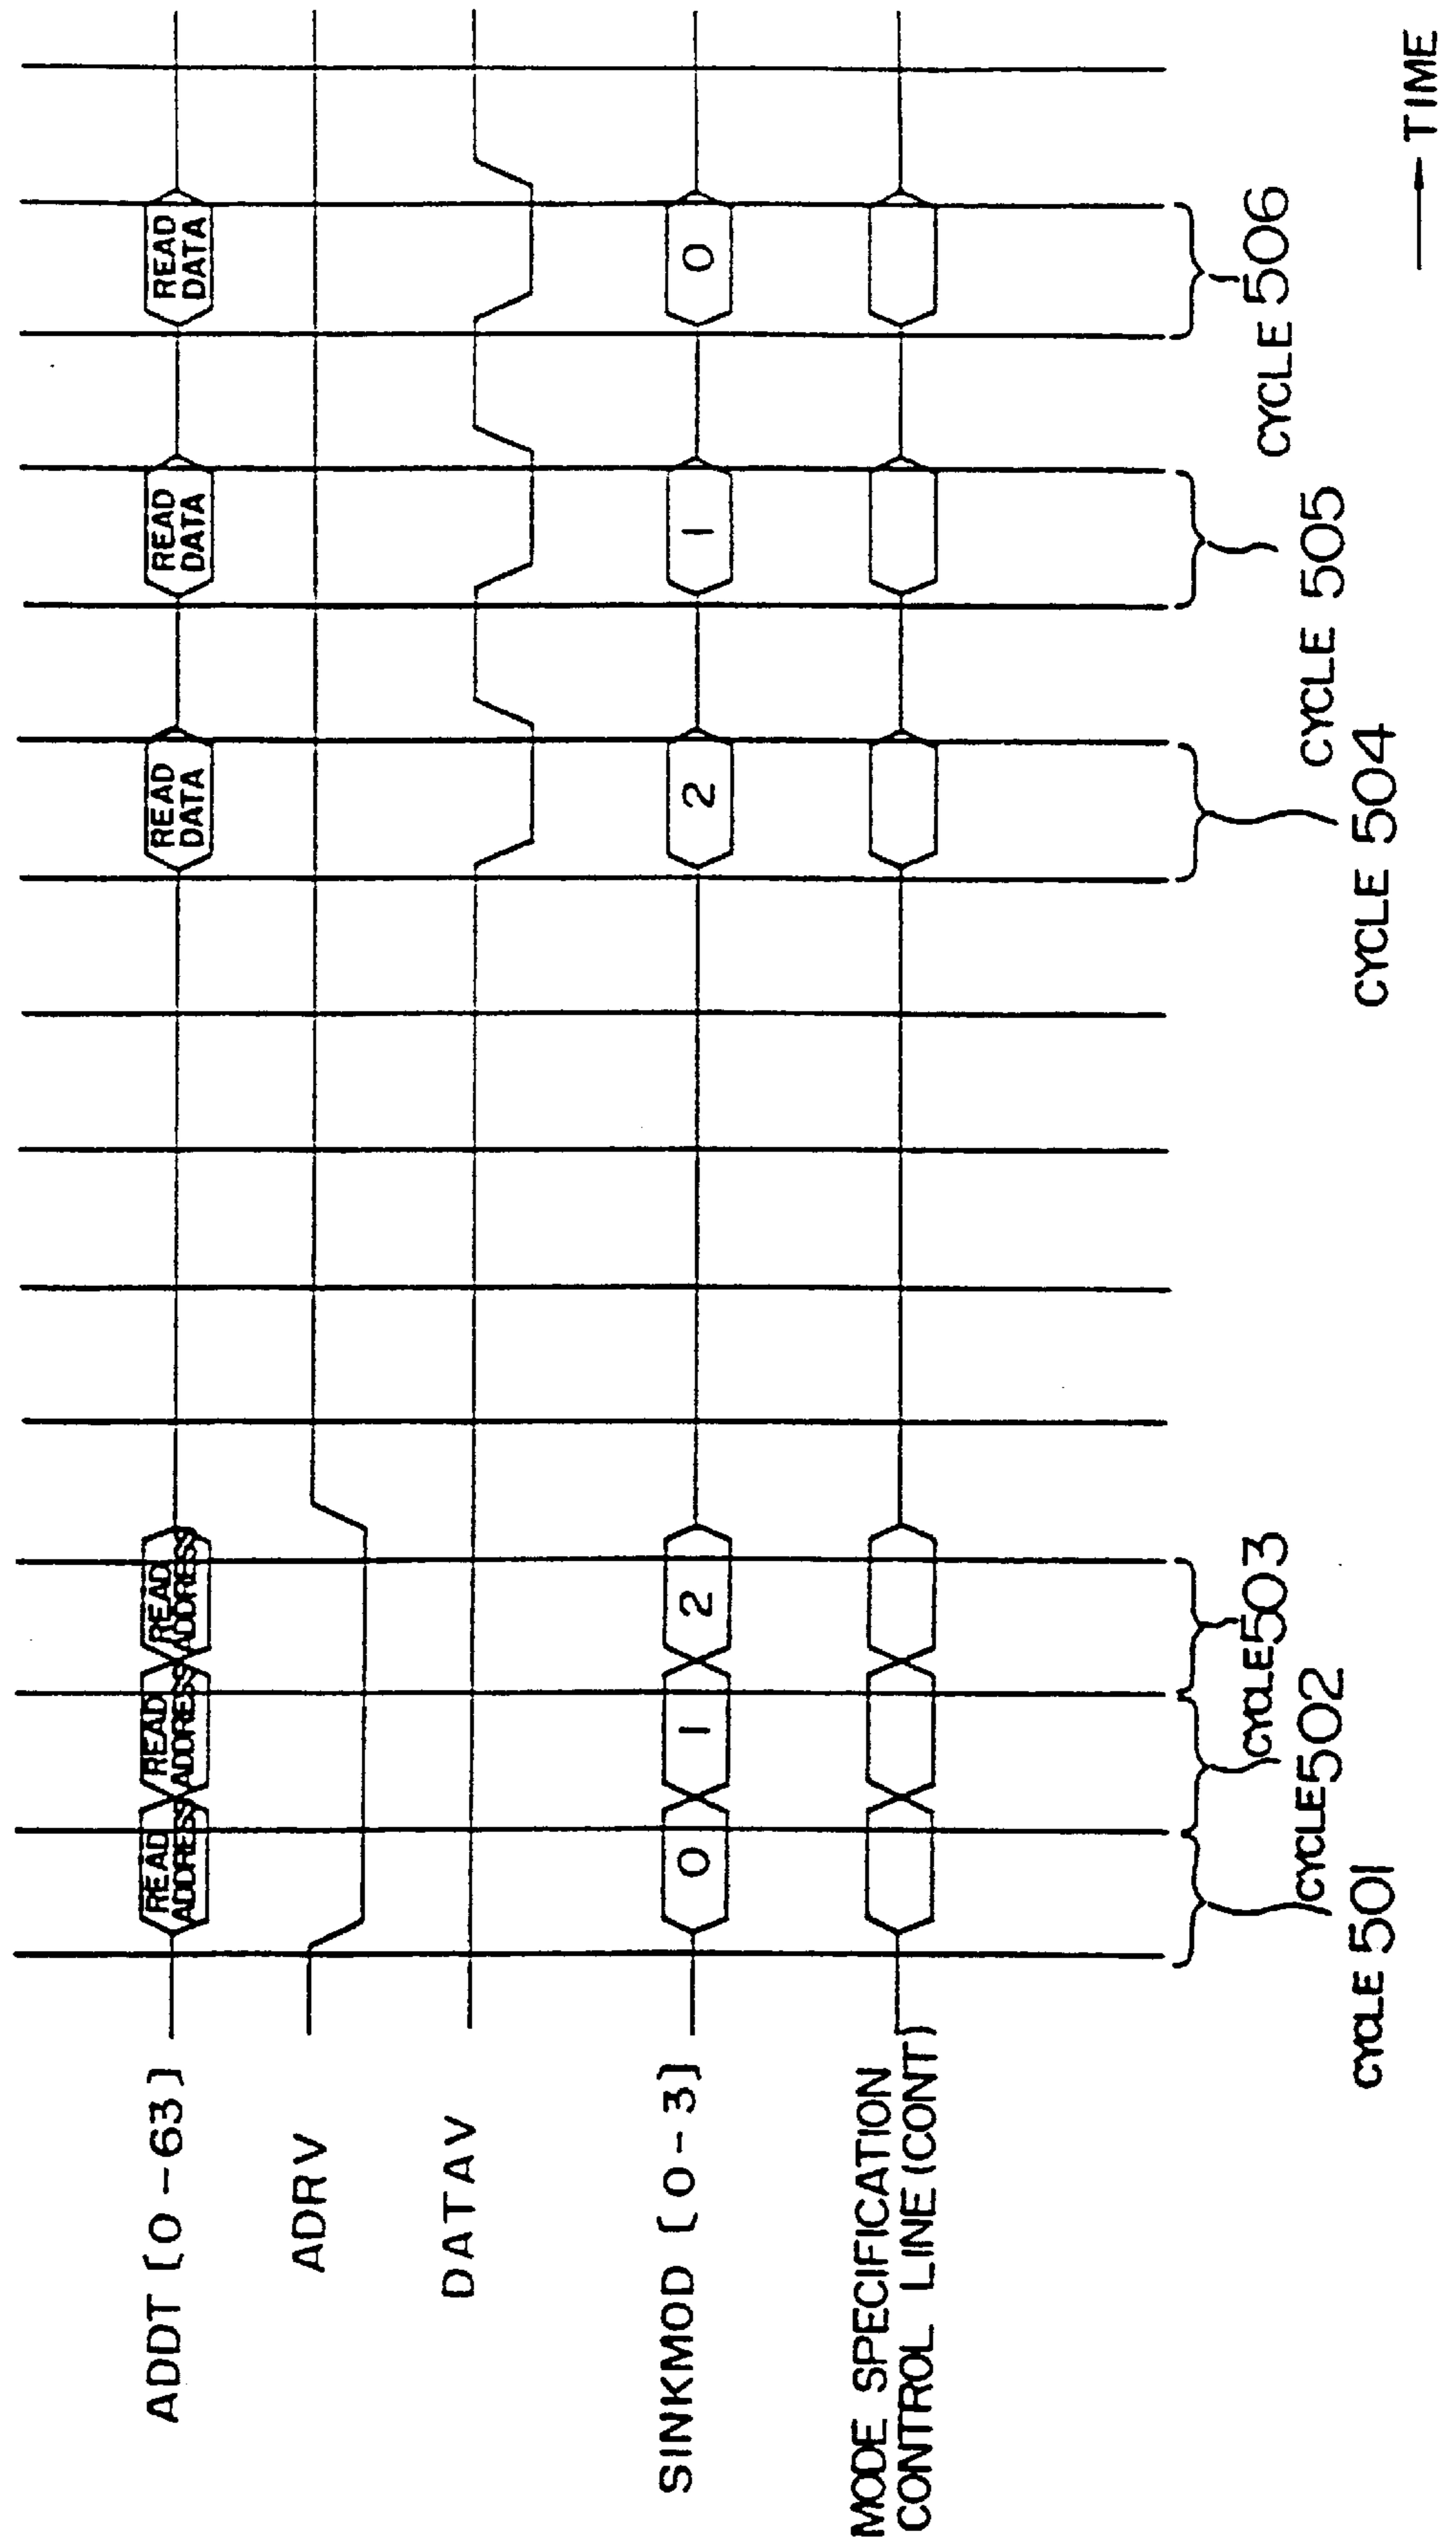 ADDT [0-63]
READ
ADDRESS
READ
ADDRESS
READ
ADDRESS
READ
DATA
READ
DATA
READ
DATA
ADRV
DATAV
SINKMOD [0-3]
0
1
2
2
1
0
MODE SPECIFICATION
CONTROL LINE (CONT)
CYCLE 501
CYCLE 502
CYCLE 503
CYCLE 504
CYCLE 505
CYCLE 506
TIME